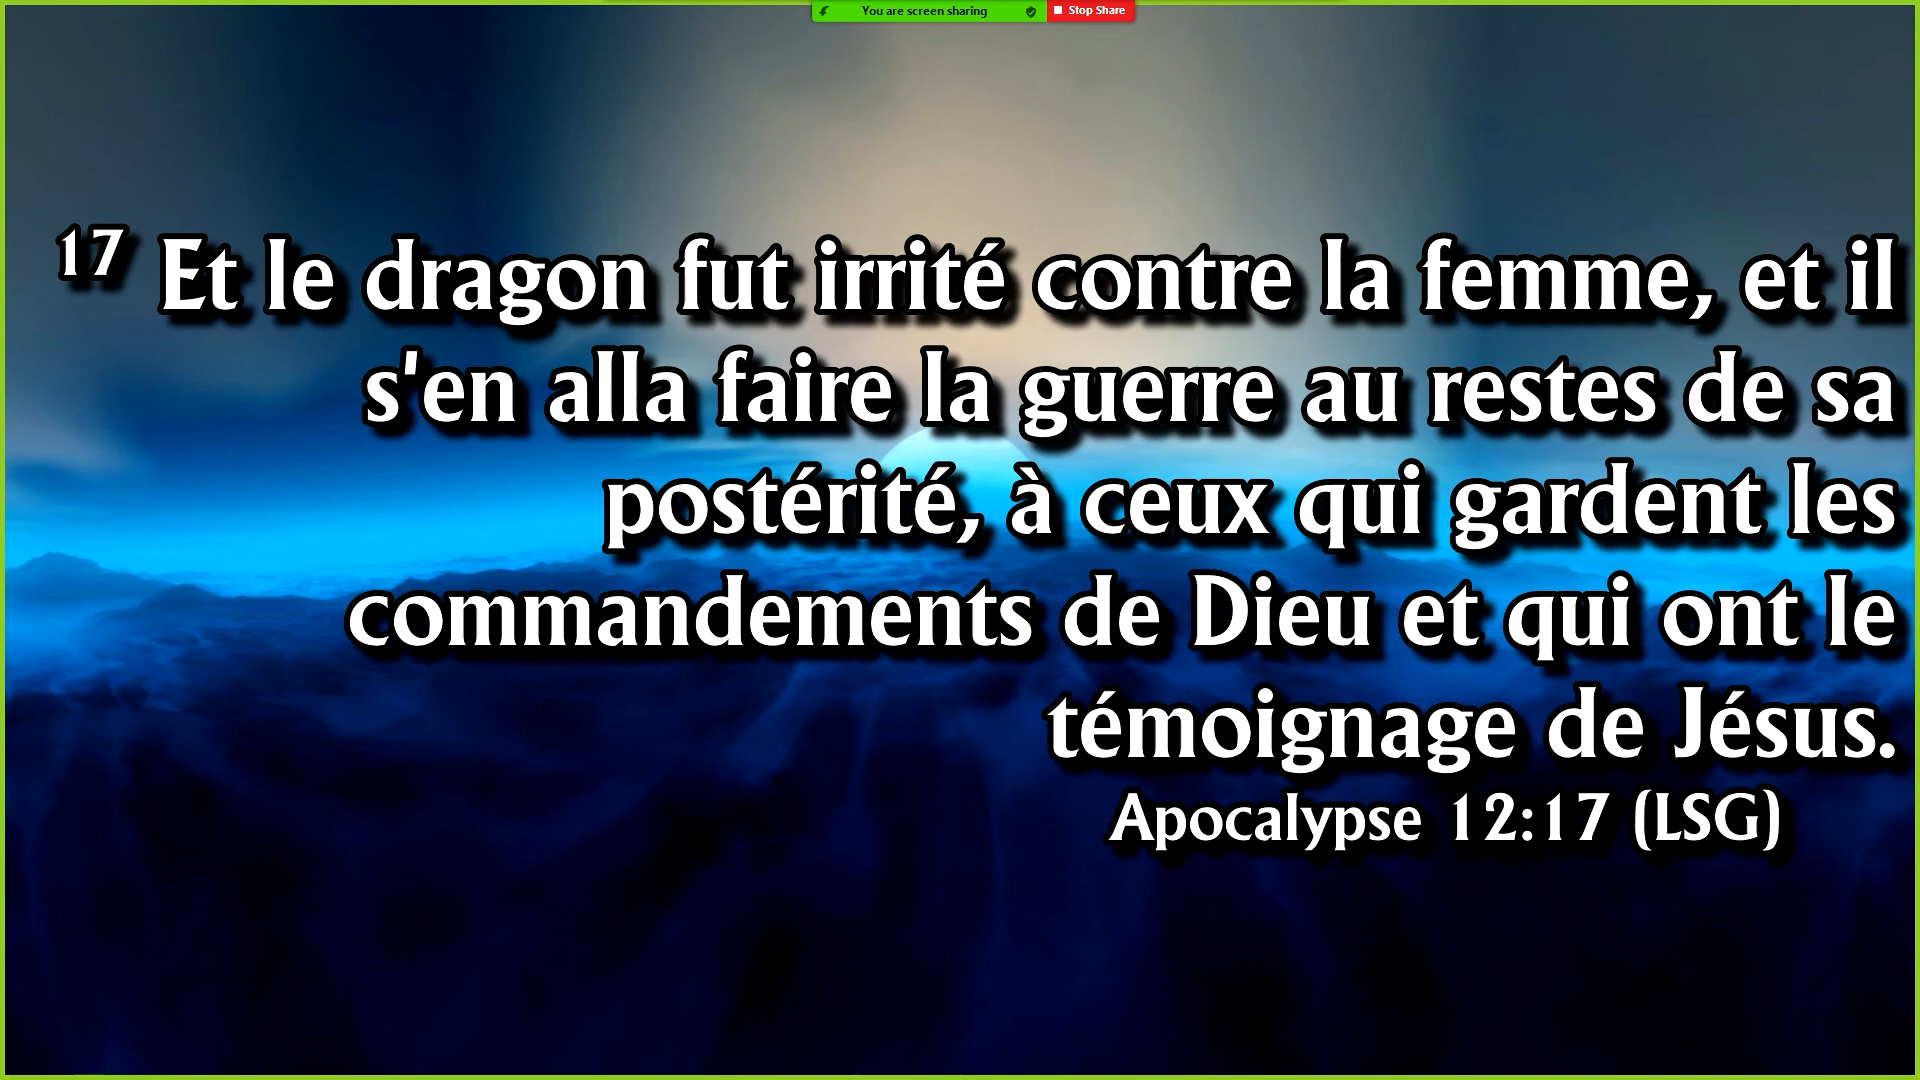 You are screen sharing Stop Share
17 Et le dragon fut irrité contre la femme, et il
s'en alla faire la guerre au restes de sa
postérité, à ceux qui gardent les
commandements de Dieu et qui ont le
témoignage de Jésus.
Apocalypse 12:17 (LSG)